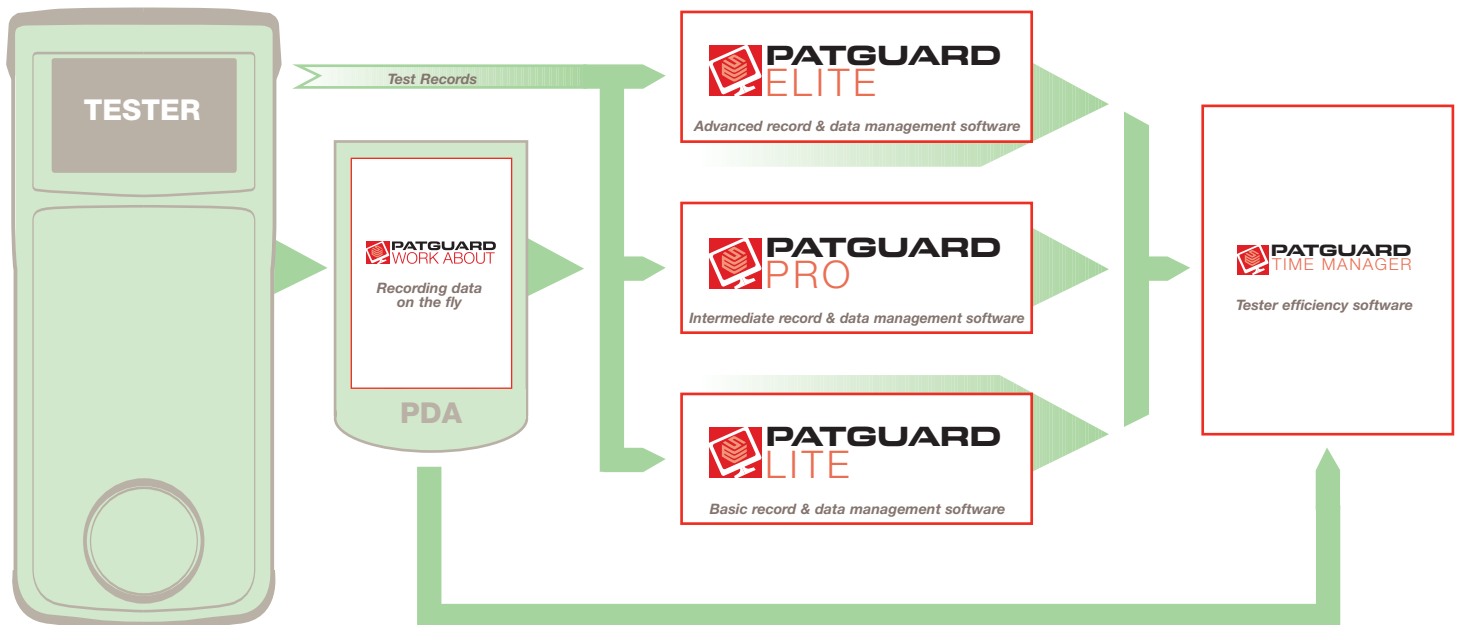 TESTER
Test Records
PATGUARD
WORK ABOUT
Recording data
on the fly
PDA
PATGUARD
ELITE
Advanced record & data management software
PATGUARD
PRO
Intermediate record & data management software
PATGUARD
LITE
Basic record & data management software
PATGUARD
TIME MANAGER
Tester efficiency software